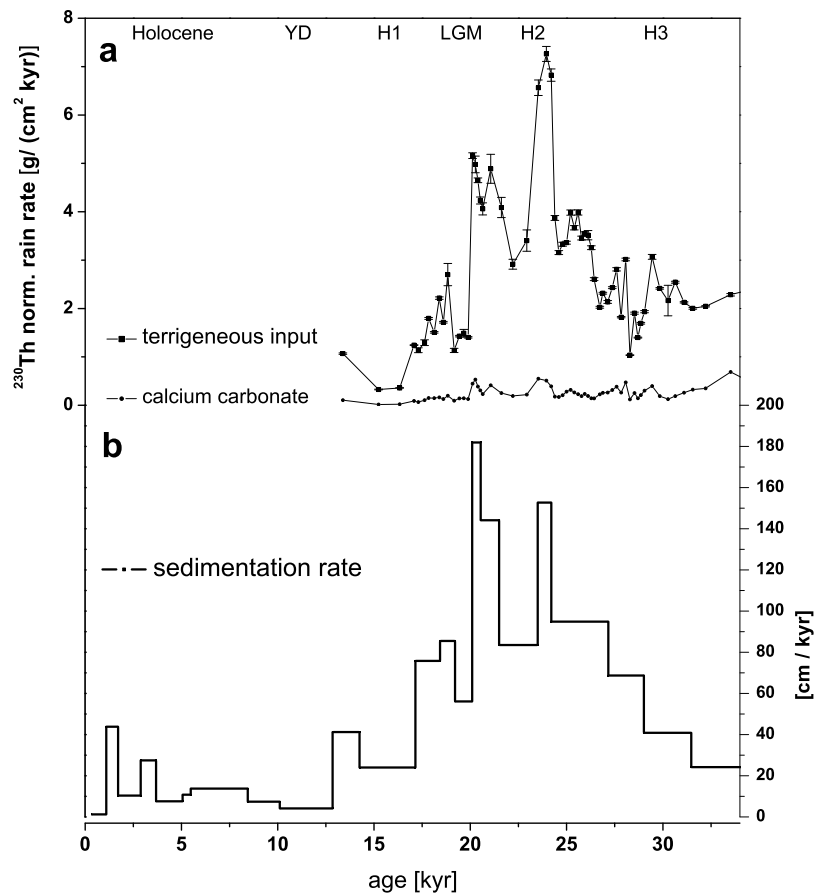 a
Holocene YD H1 LGM H2 H3
8
6
4
2
0
²³⁰Th norm. rain rate [g/ (cm² kyr)]
terrigeneous input
calcium carbonate
b
sedimentation rate
200
180
160
140
120
100
80
60
40
20
0
[cm / kyr]
0 5 10 15 20 25 30
age [kyr]